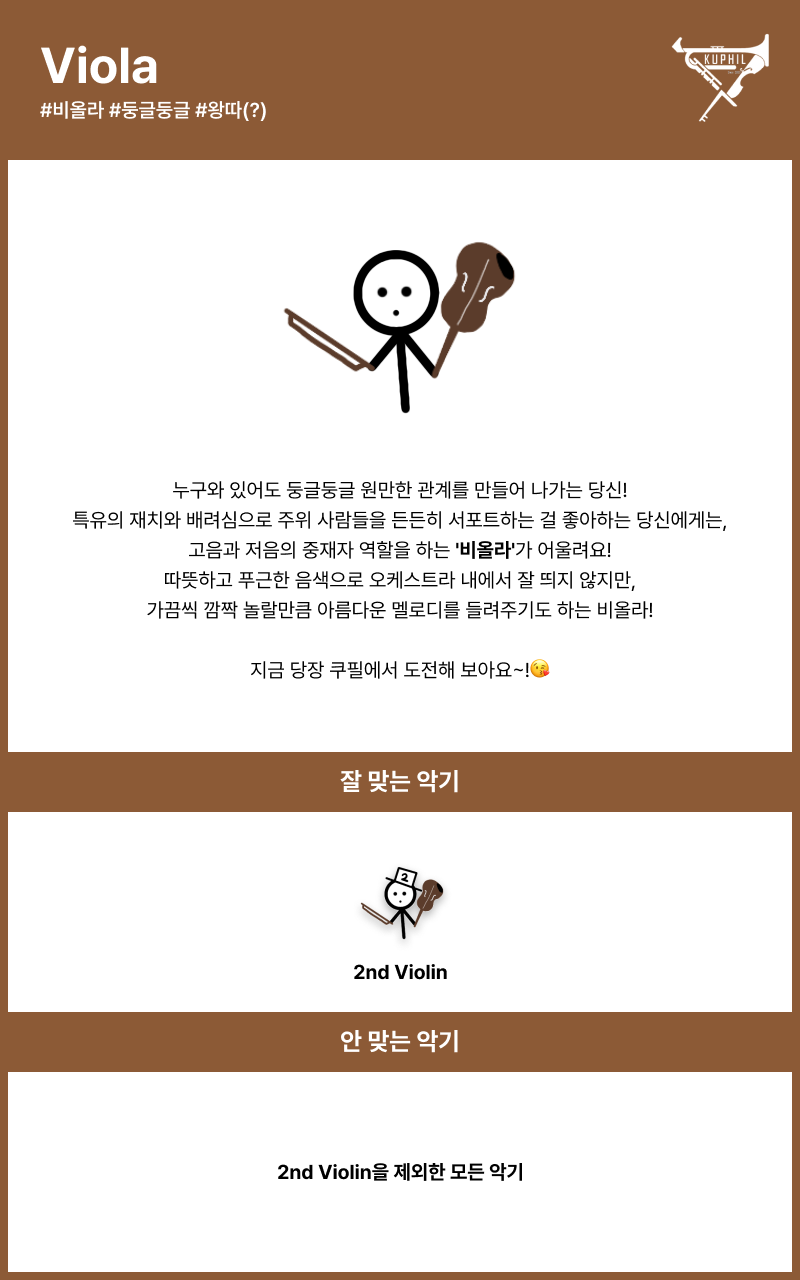 Viola
#비올라 #둥글둥글 #왕따(?)
KUPHIL
누구와 있어도 둥글둥글 원만한 관계를 만들어 나가는 당신!
특유의 재치와 배려심으로 주위 사람들을 든든히 서포트하는 걸 좋아하는 당신에게는,
고음과 저음의 중재자 역할을 하는 '비올라'가 어울려요!
따뜻하고 푸근한 음색으로 오케스트라 내에서 잘 띄지 않지만,
가끔씩 깜짝 놀랄만큼 아름다운 멜로디를 들려주기도 하는 비올라!
지금 당장 쿠필에서 도전해 보아요~!😘
잘 맞는 악기
2
2nd Violin
안 맞는 악기
2nd Violin을 제외한 모든 악기